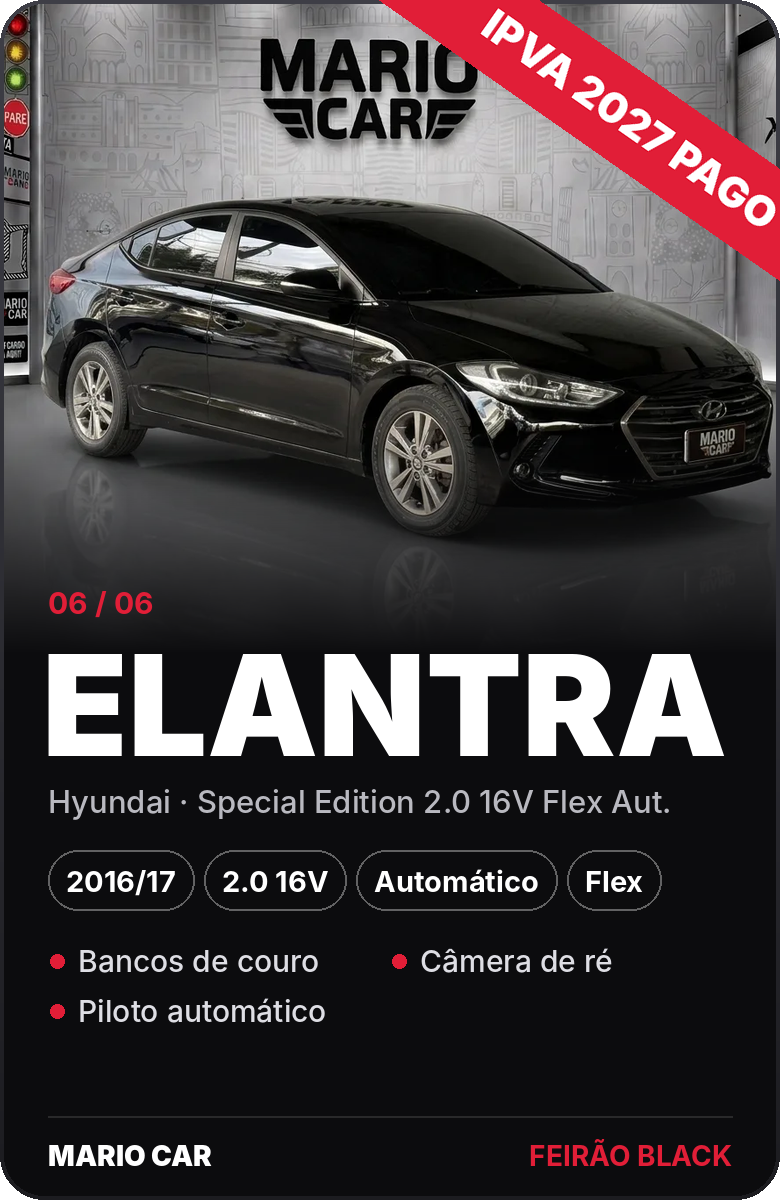 MARIO
CAR
IPVA 2027 PAGO
PARE
MARIO
CAR
MARIO
CAR
06 / 06
ELANTRA
Hyundai · Special Edition 2.0 16V Flex Aut.
2016/17
2.0 16V
Automático
Flex
Bancos de couro
Câmera de ré
Piloto automático
MARIO CAR
FEIRÃO BLACK